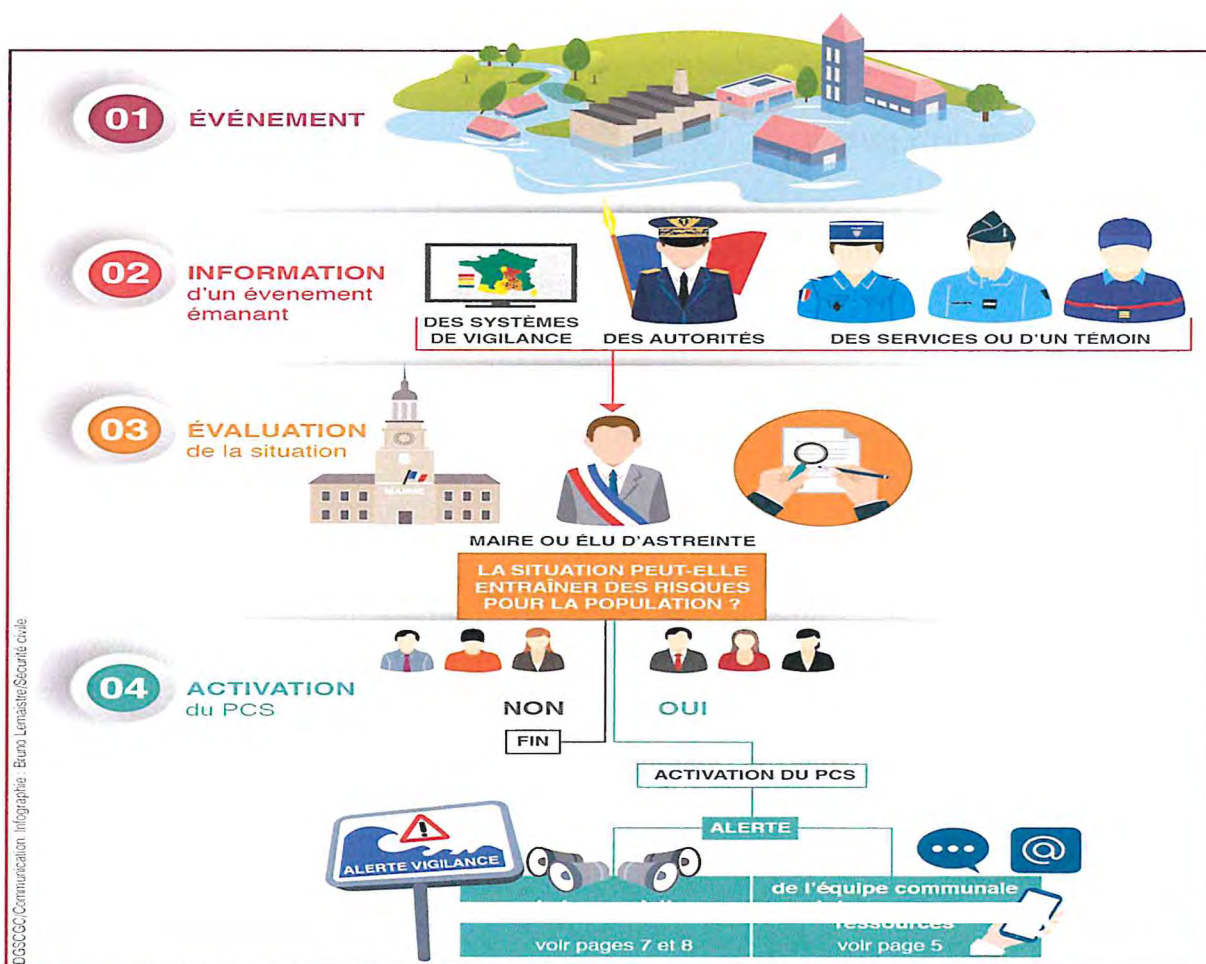 01
ÉVÉNEMENT
02
INFORMATION
d'un évenement
émanant
DES SYSTÈMES
DE VIGILANCE
DES AUTORITÉS
DES SERVICES OU D'UN TÉMOIN
03
ÉVALUATION
de la situation
MAIRIE
MAIRE OU ÉLU D'ASTREINTE
LA SITUATION PEUT-ELLE
ENTRAÎNER DES RISQUES
POUR LA POPULATION ?
04
ACTIVATION
du PCS
NON
OUI
FIN
ACTIVATION DU PCS
ALERTE
ALERTE VIGILANCE
@
de l'équipe communale
ressources
voir pages 7 et 8
voir page 5
DGSCGC/Communication. Infographie : Bruno Lemaistre/Sécurité civile.